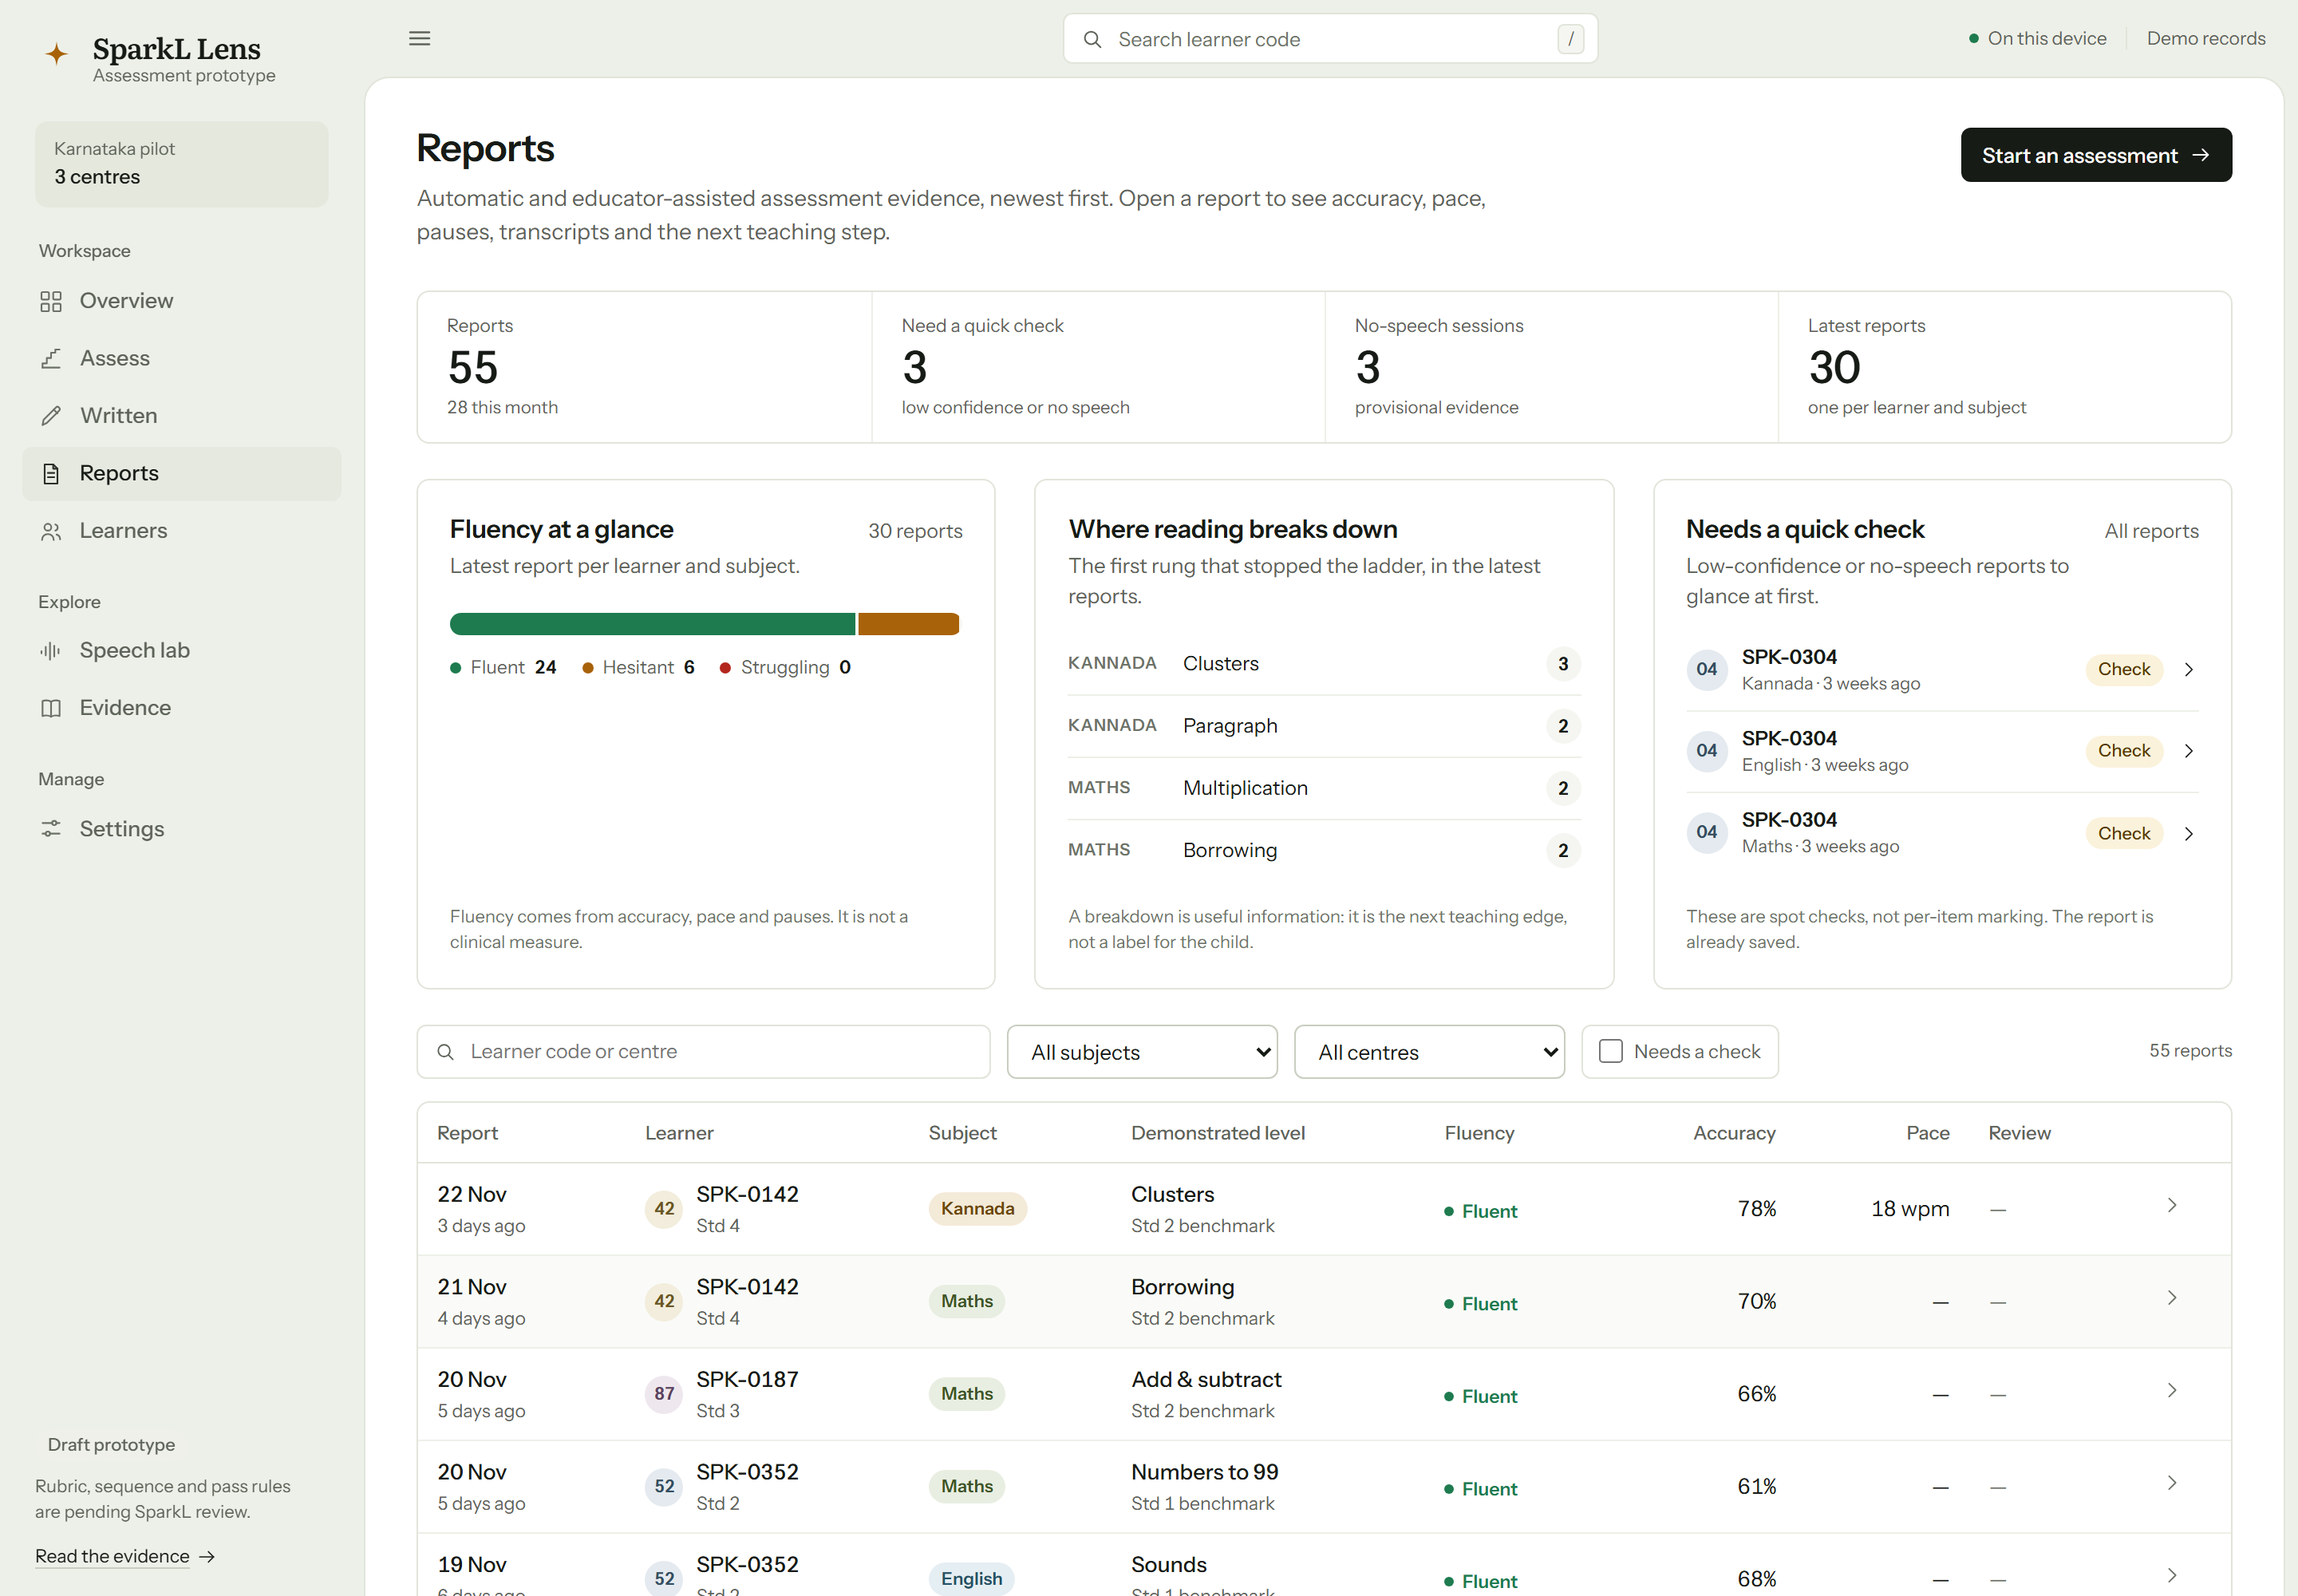 SparkL Lens
Assessment prototype
Karnataka pilot
3 centres
Workspace
Overview
Assess
Written
Reports
Learners
Explore
Speech lab
Evidence
Manage
Settings
Draft prototype
Rubric, sequence and pass rules
are pending SparkL review.
Read the evidence →
Search learner code /
On this device
Demo records
Reports
Start an assessment →
Automatic and educator-assisted assessment evidence, newest first. Open a report to see accuracy, pace,
pauses, transcripts and the next teaching step.
Reports
55
28 this month
Need a quick check
3
low confidence or no speech
No-speech sessions
3
provisional evidence
Latest reports
30
one per learner and subject
Fluency at a glance 30 reports
Latest report per learner and subject.
Fluent 24 Hesitant 6 Struggling 0
Fluency comes from accuracy, pace and pauses. It is not a
clinical measure.
Where reading breaks down
The first rung that stopped the ladder, in the latest
reports.
KANNADA Clusters 3
KANNADA Paragraph 2
MATHS Multiplication 2
MATHS Borrowing 2
A breakdown is useful information: it is the next teaching edge,
not a label for the child.
Needs a quick check All reports
Low-confidence or no-speech reports to
glance at first.
04 SPK-0304 Check
Kannada · 3 weeks ago
04 SPK-0304 Check
English · 3 weeks ago
04 SPK-0304 Check
Maths · 3 weeks ago
These are spot checks, not per-item marking. The report is
already saved.
Learner code or centre
All subjects
All centres
Needs a check
55 reports
Report Learner Subject Demonstrated level Fluency Accuracy Pace Review
22 Nov 42 SPK-0142 Kannada Clusters Fluent 78% 18 wpm —
3 days ago Std 4 Std 2 benchmark
21 Nov 42 SPK-0142 Maths Borrowing Fluent 70% — —
4 days ago Std 4 Std 2 benchmark
20 Nov 87 SPK-0187 Maths Add & subtract Fluent 66% — —
5 days ago Std 3 Std 2 benchmark
20 Nov 52 SPK-0352 Maths Numbers to 99 Fluent 61% — —
5 days ago Std 2 Std 1 benchmark
19 Nov 52 SPK-0352 English Sounds Fluent 68% — —
6 days ago Std 2 Std 1 benchmark